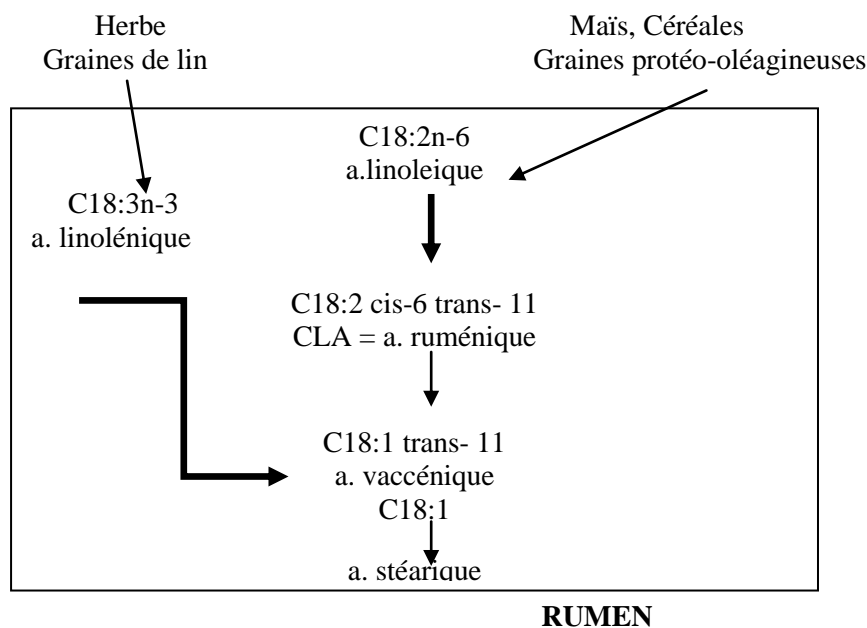 Herbe
Graines de lin
Maïs, Céréales
Graines protéo-oléagineuses
C18:2n-6
a.linoleique
C18:3n-3
a. linolénique
C18:2 cis-6 trans- 11
CLA = a. ruménique
C18:1 trans- 11
a. vaccénique
C18:1
a. stéarique
RUMEN